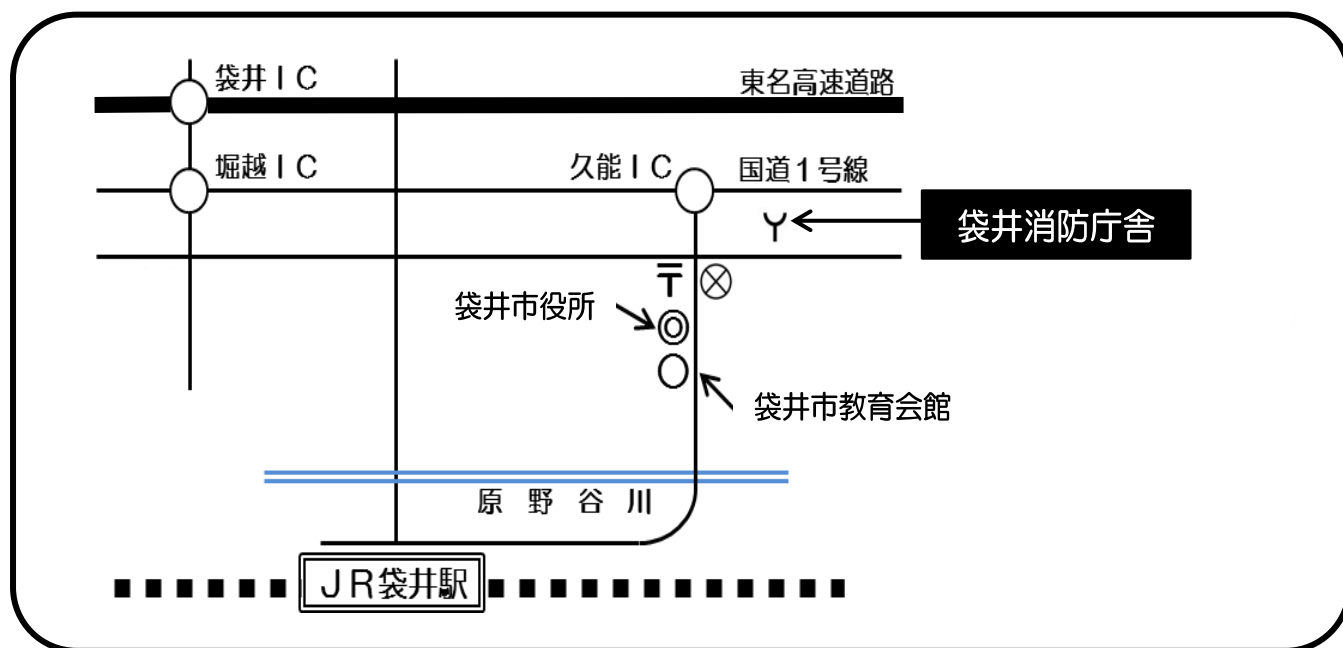 袋井ＩＣ
東名高速道路
堀越ＩＣ
久能ＩＣ
国道１号線
袋井消防庁舎
〒
袋井市役所
袋井市教育会館
原野谷川
ＪＲ袋井駅